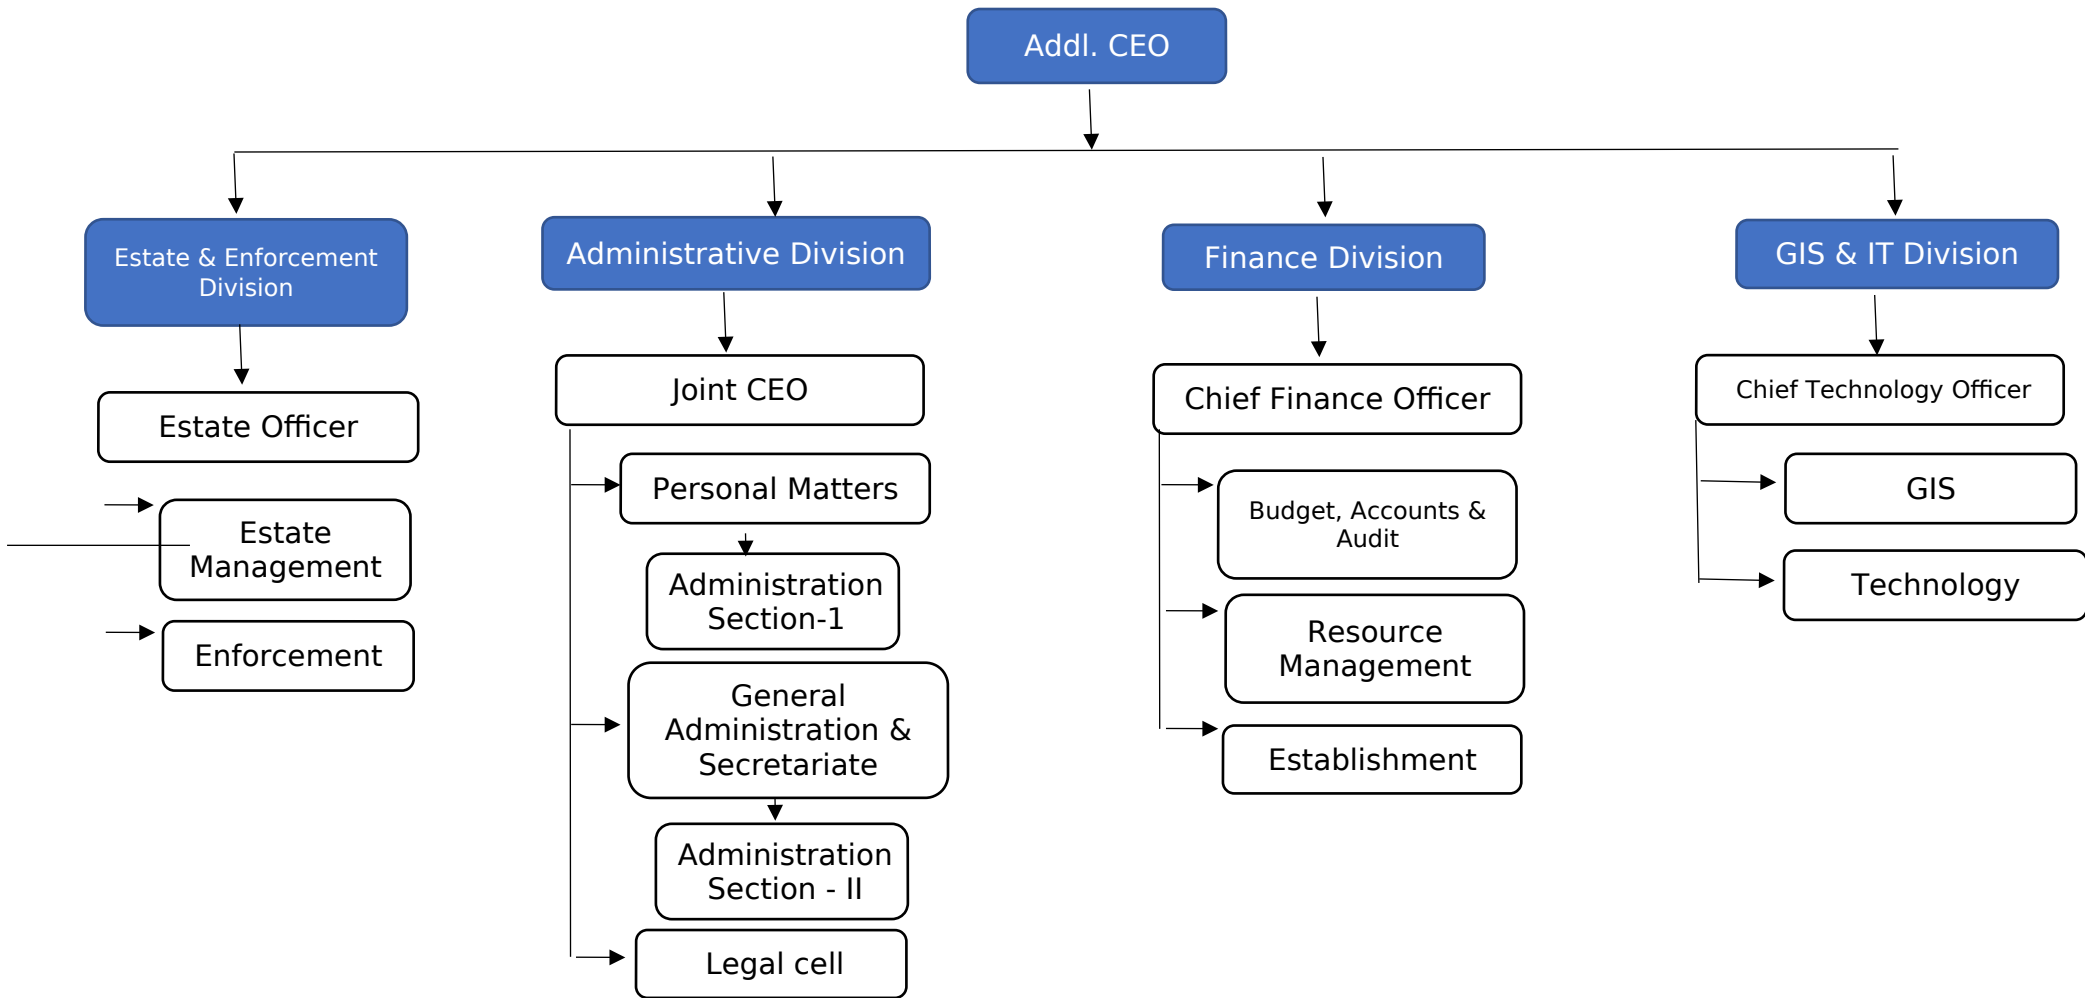 Addl. CEO
Estate & Enforcement
Division
Estate Officer
Estate
Management
Enforcement
Administrative Division
Joint CEO
Personal Matters
Administration
Section-1
General
Administration &
Secretariate
Administration
Section - II
Legal cell
Finance Division
Chief Finance Officer
Budget, Accounts &
Audit
Resource
Management
Establishment
GIS & IT Division
Chief Technology Officer
GIS
Technology